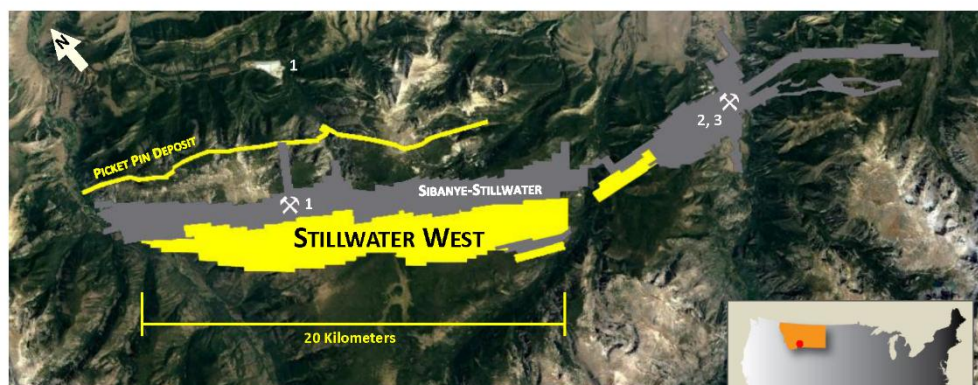 N
1
2, 3
PICKET PIN DEPOSIT
SIBANYE-STILLWATER
1
STILLWATER WEST
20 Kilometers